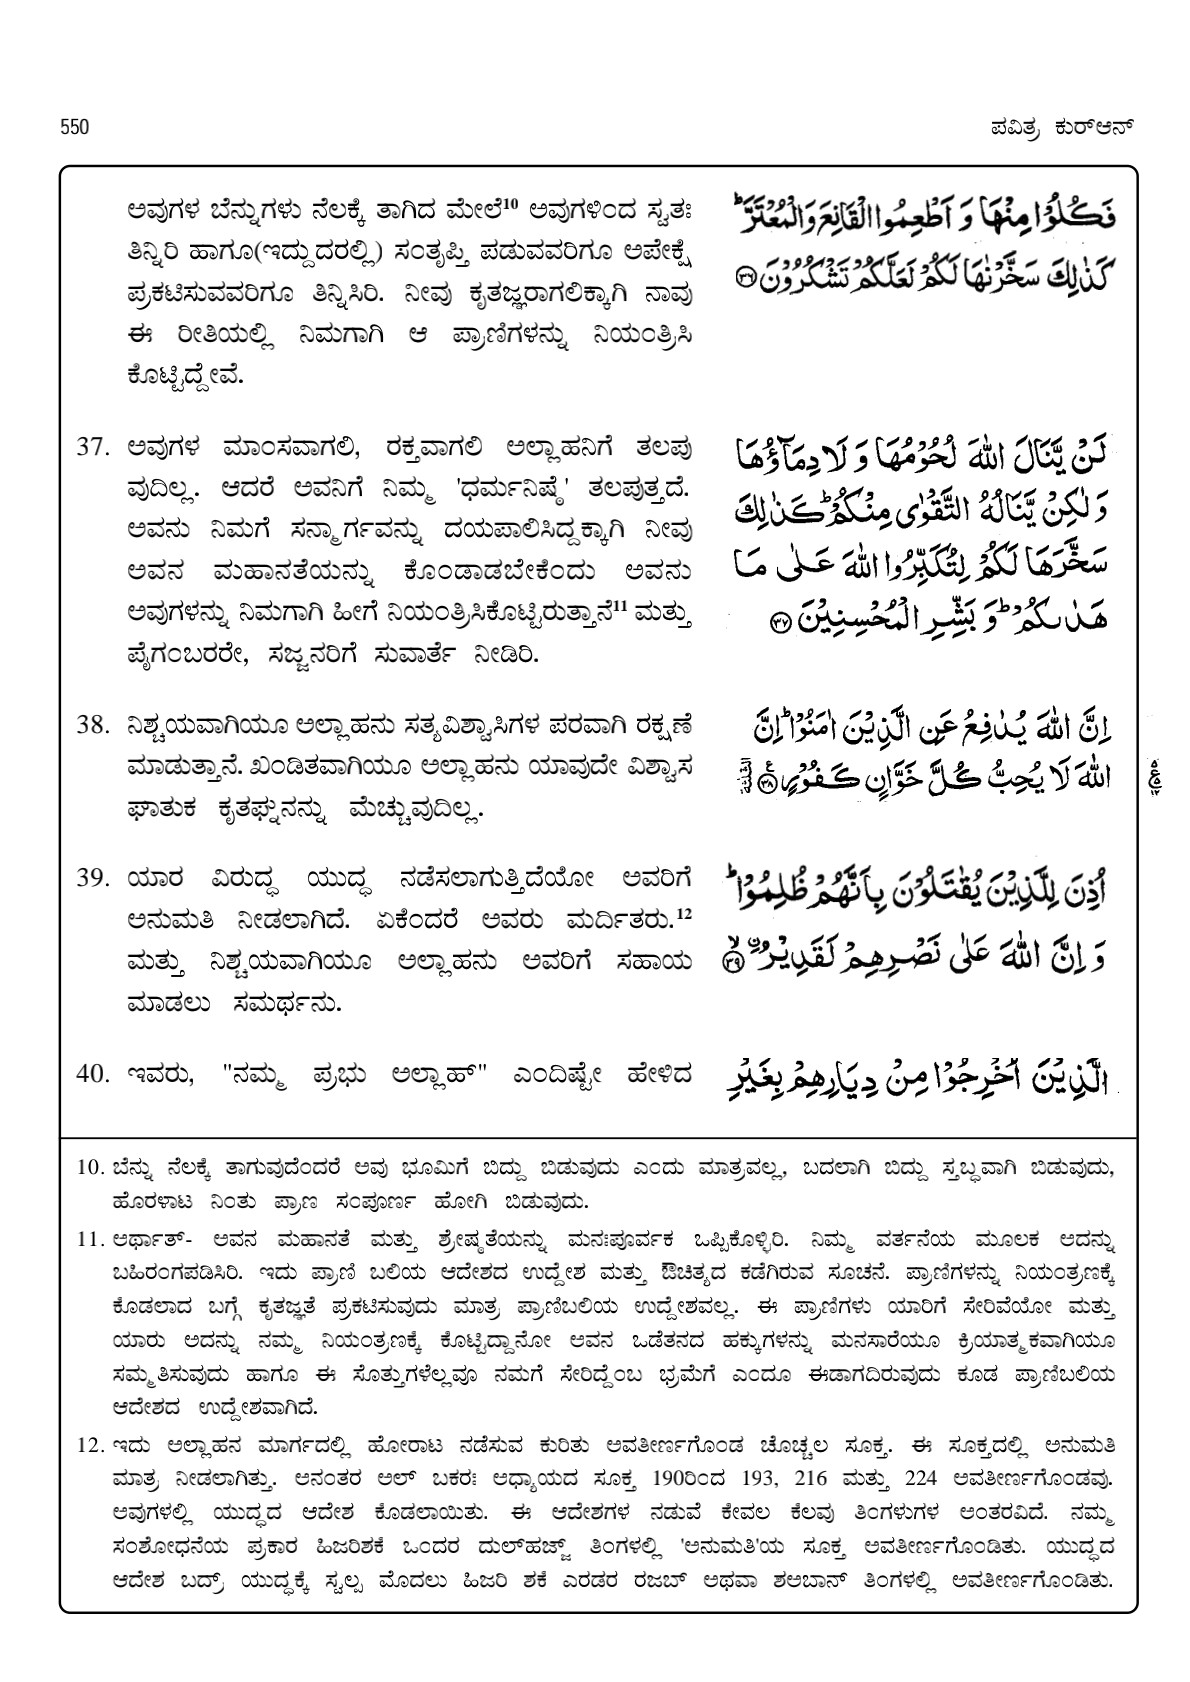 550
ಪವಿತ್ರ ಕುರ್‌ಆನ್
ಅವುಗಳ ಬೆನ್ನುಗಳು ನೆಲಕ್ಕೆ ತಾಗಿದ ಮೇಲೆ¹⁰ ಅವುಗಳಿಂದ ಸ್ವತಃ
ತಿನ್ನಿರಿ ಹಾಗೂ(ಇದ್ದುದರಲ್ಲಿ) ಸಂತೃಪ್ತಿ ಪಡುವವರಿಗೂ ಅಪೇಕ್ಷೆ
ಪ್ರಕಟಿಸುವವರಿಗೂ ತಿನ್ನಿಸಿರಿ. ನೀವು ಕೃತಜ್ಞರಾಗಲಿಕ್ಕಾಗಿ ನಾವು
ಈ ರೀತಿಯಲ್ಲಿ ನಿಮಗಾಗಿ ಆ ಪ್ರಾಣಿಗಳನ್ನು ನಿಯಂತ್ರಿಸಿ
ಕೊಟ್ಟಿದ್ದೇವೆ.
فَكُلُوْا مِنْهَا وَ اَطْعِمُوا الْقَانِعَ وَالْمُعْتَرَّ ؕ
كَذٰلِكَ سَخَّرْنٰهَا لَكُمْ لَعَلَّكُمْ تَشْكُرُوْنَ ۝۳۶
37. ಅವುಗಳ ಮಾಂಸವಾಗಲಿ, ರಕ್ತವಾಗಲಿ ಅಲ್ಲಾಹನಿಗೆ ತಲಪು
ವುದಿಲ್ಲ. ಆದರೆ ಅವನಿಗೆ ನಿಮ್ಮ 'ಧರ್ಮನಿಷ್ಠೆ' ತಲಪುತ್ತದೆ.
ಅವನು ನಿಮಗೆ ಸನ್ಮಾರ್ಗವನ್ನು ದಯಪಾಲಿಸಿದ್ದಕ್ಕಾಗಿ ನೀವು
ಅವನ ಮಹಾನತೆಯನ್ನು ಕೊಂಡಾಡಬೇಕೆಂದು ಅವನು
ಅವುಗಳನ್ನು ನಿಮಗಾಗಿ ಹೀಗೆ ನಿಯಂತ್ರಿಸಿಕೊಟ್ಟಿರುತ್ತಾನೆ¹¹ ಮತ್ತು
ಪೈಗಂಬರರೇ, ಸಜ್ಜನರಿಗೆ ಸುವಾರ್ತೆ ನೀಡಿರಿ.
لَنْ يَّنَالَ اللّٰهَ لُحُوْمُهَا وَ لَا دِمَآؤُهَا
وَ لٰكِنْ يَّنَالُهُ التَّقْوٰى مِنْكُمْ ؕ كَذٰلِكَ
سَخَّرَهَا لَكُمْ لِتُكَبِّرُوا اللّٰهَ عَلٰى مَا
هَدٰىكُمْ ؕ وَ بَشِّرِ الْمُحْسِنِيْنَ ۝۳۷
38. ನಿಶ್ಚಯವಾಗಿಯೂ ಅಲ್ಲಾಹನು ಸತ್ಯವಿಶ್ವಾಸಿಗಳ ಪರವಾಗಿ ರಕ್ಷಣೆ
ಮಾಡುತ್ತಾನೆ. ಖಂಡಿತವಾಗಿಯೂ ಅಲ್ಲಾಹನು ಯಾವುದೇ ವಿಶ್ವಾಸ
ಘಾತುಕ ಕೃತಘ್ನನನ್ನು ಮೆಚ್ಚುವುದಿಲ್ಲ.
اِنَّ اللّٰهَ يُدٰفِعُ عَنِ الَّذِيْنَ اٰمَنُوْا ؕ اِنَّ
اللّٰهَ لَا يُحِبُّ كُلَّ خَوَّانٍ كَفُوْرٍ ۝۳۸
39. ಯಾರ ವಿರುದ್ಧ ಯುದ್ಧ ನಡೆಸಲಾಗುತ್ತಿದೆಯೋ ಅವರಿಗೆ
ಅನುಮತಿ ನೀಡಲಾಗಿದೆ. ಏಕೆಂದರೆ ಅವರು ಮರ್ದಿತರು.¹²
ಮತ್ತು ನಿಶ್ಚಯವಾಗಿಯೂ ಅಲ್ಲಾಹನು ಅವರಿಗೆ ಸಹಾಯ
ಮಾಡಲು ಸಮರ್ಥನು.
اُذِنَ لِلَّذِيْنَ يُقٰتَلُوْنَ بِاَنَّهُمْ ظُلِمُوْا ؕ
وَ اِنَّ اللّٰهَ عَلٰى نَصْرِهِمْ لَقَدِيْرُ ۝۳۹
40. ಇವರು, "ನಮ್ಮ ಪ್ರಭು ಅಲ್ಲಾಹ್" ಎಂದಿಷ್ಟೇ ಹೇಳಿದ
الَّذِيْنَ اُخْرِجُوْا مِنْ دِيَارِهِمْ بِغَيْرِ
10. ಬೆನ್ನು ನೆಲಕ್ಕೆ ತಾಗುವುದೆಂದರೆ ಅವು ಭೂಮಿಗೆ ಬಿದ್ದು ಬಿಡುವುದು ಎಂದು ಮಾತ್ರವಲ್ಲ, ಬದಲಾಗಿ ಬಿದ್ದು ಸ್ತಬ್ಧವಾಗಿ ಬಿಡುವುದು,
ಹೊರಳಾಟ ನಿಂತು ಪ್ರಾಣ ಸಂಪೂರ್ಣ ಹೋಗಿ ಬಿಡುವುದು.
11. ಅರ್ಥಾತ್- ಅವನ ಮಹಾನತೆ ಮತ್ತು ಶ್ರೇಷ್ಠತೆಯನ್ನು ಮನಃಪೂರ್ವಕ ಒಪ್ಪಿಕೊಳ್ಳಿರಿ. ನಿಮ್ಮ ವರ್ತನೆಯ ಮೂಲಕ ಅದನ್ನು
ಬಹಿರಂಗಪಡಿಸಿರಿ. ಇದು ಪ್ರಾಣಿ ಬಲಿಯ ಆದೇಶದ ಉದ್ದೇಶ ಮತ್ತು ಔಚಿತ್ಯದ ಕಡೆಗಿರುವ ಸೂಚನೆ. ಪ್ರಾಣಿಗಳನ್ನು ನಿಯಂತ್ರಣಕ್ಕೆ
ಕೊಡಲಾದ ಬಗ್ಗೆ ಕೃತಜ್ಞತೆ ಪ್ರಕಟಿಸುವುದು ಮಾತ್ರ ಪ್ರಾಣಿಬಲಿಯ ಉದ್ದೇಶವಲ್ಲ. ಈ ಪ್ರಾಣಿಗಳು ಯಾರಿಗೆ ಸೇರಿವೆಯೋ ಮತ್ತು
ಯಾರು ಅದನ್ನು ನಮ್ಮ ನಿಯಂತ್ರಣಕ್ಕೆ ಕೊಟ್ಟಿದ್ದಾನೋ ಅವನ ಒಡೆತನದ ಹಕ್ಕುಗಳನ್ನು ಮನಸಾರೆಯೂ ಕ್ರಿಯಾತ್ಮಕವಾಗಿಯೂ
ಸಮ್ಮತಿಸುವುದು ಹಾಗೂ ಈ ಸೊತ್ತುಗಳೆಲ್ಲವೂ ನಮಗೆ ಸೇರಿದ್ದೆಂಬ ಭ್ರಮೆಗೆ ಎಂದೂ ಈಡಾಗದಿರುವುದು ಕೂಡ ಪ್ರಾಣಿಬಲಿಯ
ಆದೇಶದ ಉದ್ದೇಶವಾಗಿದೆ.
12. ಇದು ಅಲ್ಲಾಹನ ಮಾರ್ಗದಲ್ಲಿ ಹೋರಾಟ ನಡೆಸುವ ಕುರಿತು ಅವತೀರ್ಣಗೊಂಡ ಚೊಚ್ಚಲ ಸೂಕ್ತ. ಈ ಸೂಕ್ತದಲ್ಲಿ ಅನುಮತಿ
ಮಾತ್ರ ನೀಡಲಾಗಿತ್ತು. ಅನಂತರ ಅಲ್ ಬಕರಃ ಅಧ್ಯಾಯದ ಸೂಕ್ತ 190ರಿಂದ 193, 216 ಮತ್ತು 224 ಅವತೀರ್ಣಗೊಂಡವು.
ಅವುಗಳಲ್ಲಿ ಯುದ್ಧದ ಆದೇಶ ಕೊಡಲಾಯಿತು. ಈ ಆದೇಶಗಳ ನಡುವೆ ಕೇವಲ ಕೆಲವು ತಿಂಗಳುಗಳ ಅಂತರವಿದೆ. ನಮ್ಮ
ಸಂಶೋಧನೆಯ ಪ್ರಕಾರ ಹಿಜರಿಶಕೆ ಒಂದರ ದುಲ್‌ಹಜ್ಜ್ ತಿಂಗಳಲ್ಲಿ 'ಅನುಮತಿ'ಯ ಸೂಕ್ತ ಅವತೀರ್ಣಗೊಂಡಿತು. ಯುದ್ಧದ
ಆದೇಶ ಬದ್ರ್ ಯುದ್ಧಕ್ಕೆ ಸ್ವಲ್ಪ ಮೊದಲು ಹಿಜರಿ ಶಕೆ ಎರಡರ ರಜಬ್ ಅಥವಾ ಶಅಬಾನ್ ತಿಂಗಳಲ್ಲಿ ಅವತೀರ್ಣಗೊಂಡಿತು.